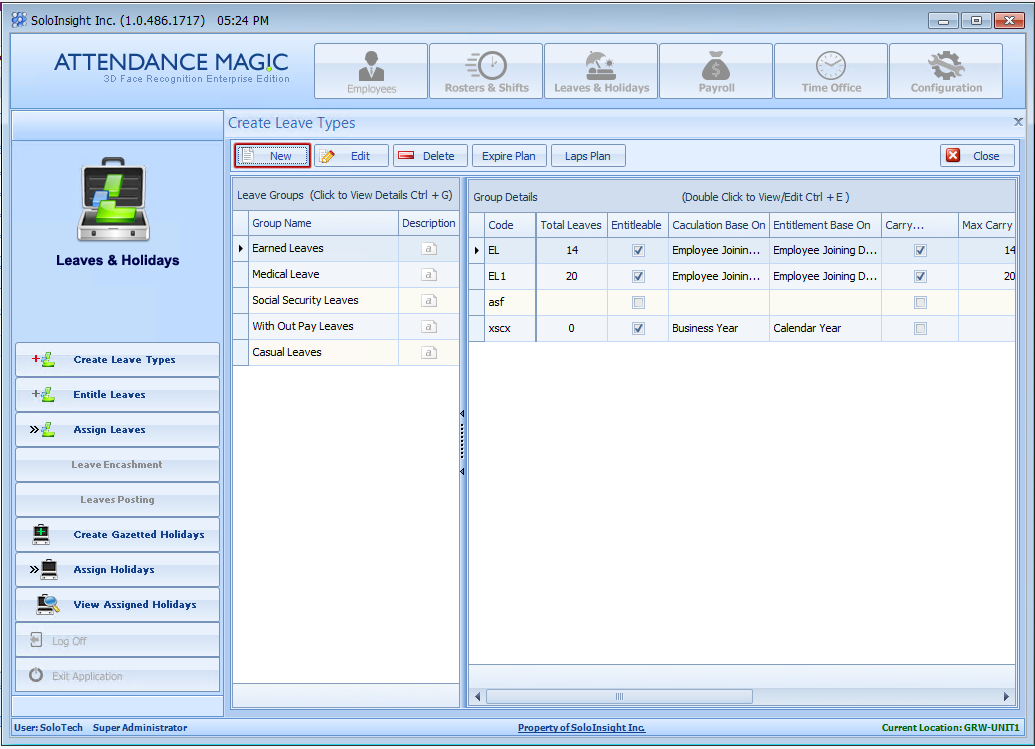 SoloInsight Inc. (1.0.486.1717) 05:24 PM
ATTENDANCE MAGIC
3D Face Recognition Enterprise Edition
Employees
Rosters & Shifts
Leaves & Holidays
Payroll
Time Office
Configuration
Create Leave Types
New Edit Delete Expire Plan Laps Plan Close
Leaves & Holidays
Create Leave Types
Entitle Leaves
Assign Leaves
Leave Encashment
Leaves Posting
Create Gazetted Holidays
Assign Holidays
View Assigned Holidays
Log Off
Exit Application
Leave Groups (Click to View Details Ctrl + G)
Group Name Description
Earned Leaves a
Medical Leave a
Social Security Leaves a
With Out Pay Leaves a
Casual Leaves a
Group Details (Double Click to View/Edit Ctrl + E )
Code Total Leaves Entitleable Caculation Base On Entitlement Base On Carry... Max Carry
EL 14 Employee Joinin... Employee Joining D... 14
EL1 20 Employee Joinin... Employee Joining D... 20
asf
xscx 0 Business Year Calendar Year
User: SoloTech Super Administrator Property of SoloInsight Inc. Current Location: GRW-UNIT1